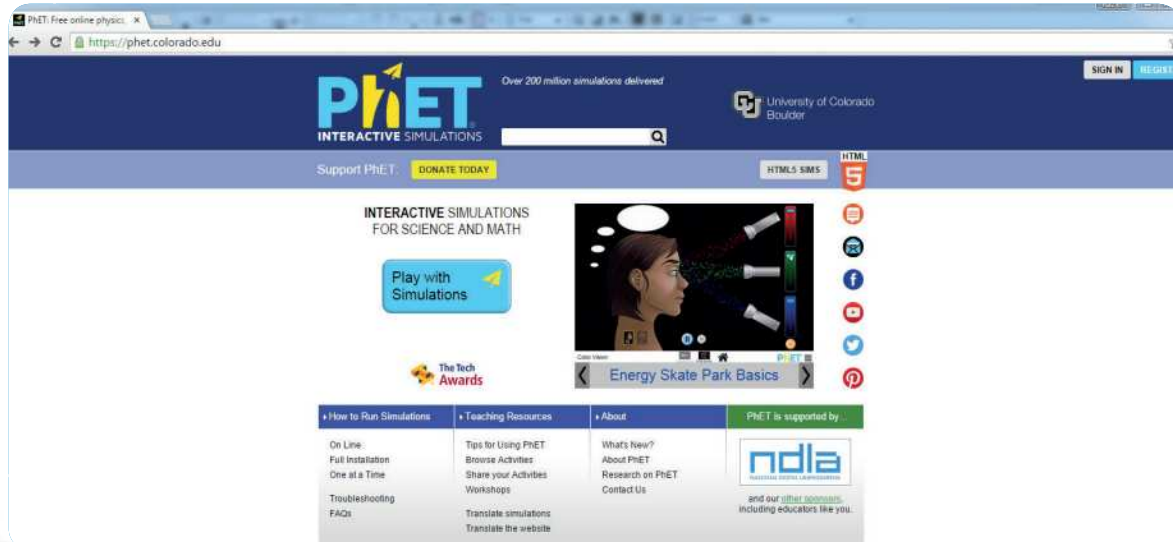 PhET: Free online physics
https://phet.colorado.edu
SIGN IN
PhET
INTERACTIVE SIMULATIONS
Over 200 million simulations delivered
University of Colorado
Boulder
Support PhET:
DONATE TODAY
HTML5 SIMS
HTML
5
INTERACTIVE SIMULATIONS
FOR SCIENCE AND MATH
Play with
Simulations
The Tech
Awards
Color Vision
PhET
Energy Skate Park Basics
How to Run Simulations
On Line
Full Installation
One at a Time
Troubleshooting
FAQs
Teaching Resources
Tips for Using PhET
Browse Activities
Share your Activities
Workshops
Translate simulations
Translate the website
About
What's New?
About PhET
Research on PhET
Contact Us
PhET is supported by
ndla
and our other sponsors,
including educators like you.